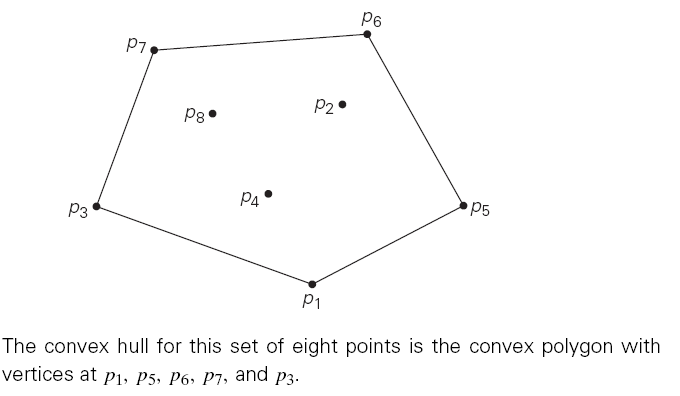 p6
p7
p2
p8
p4
p3
p5
p1
The convex hull for this set of eight points is the convex polygon with
vertices at p1, p5, p6, p7, and p3.